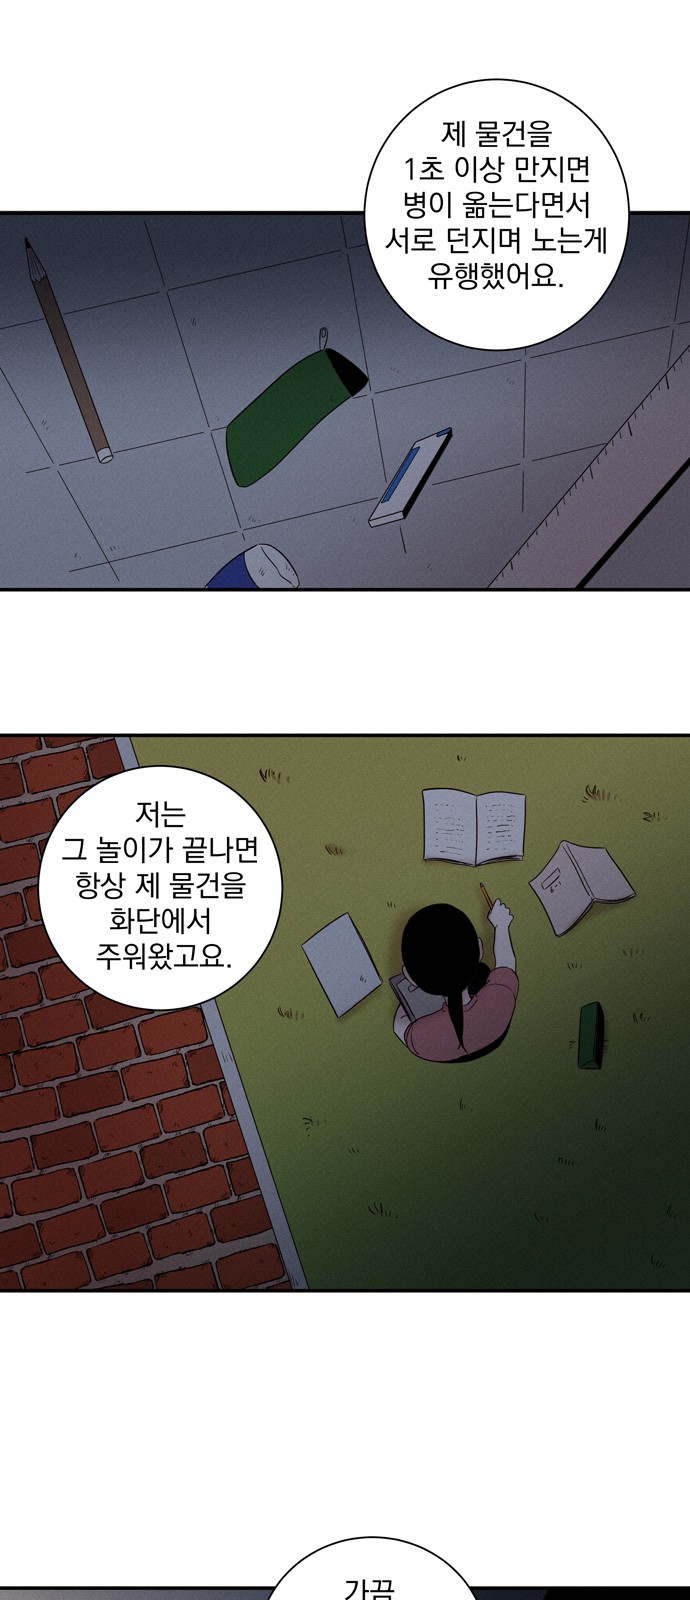 제 물건을
1초 이상 만지면
병이 옮는다면서
서로 던지며 노는게
유행했어요.
저는
그 놀이가 끝나면
항상 제 물건을
화단에서
주워왔고요.
가끔